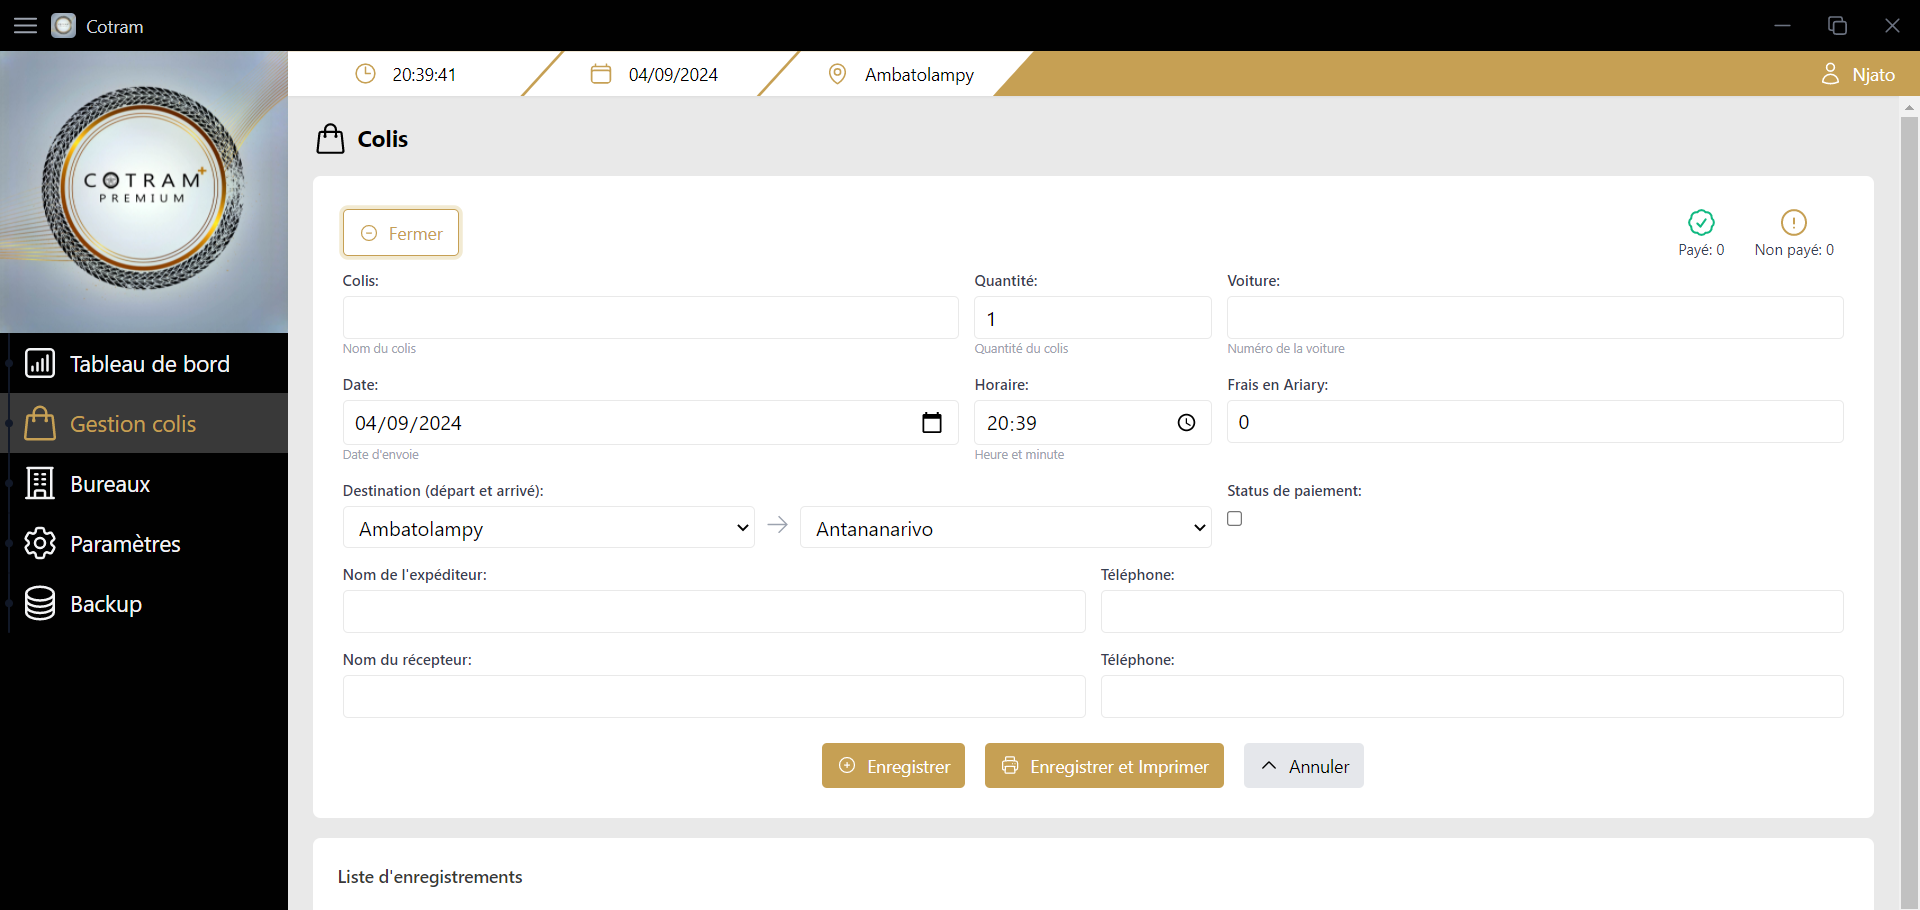 Cotram
20:39:41
04/09/2024
Ambatolampy
Njato
COTRAM+
PREMIUM
Tableau de bord
Gestion colis
Bureaux
Paramètres
Backup
Colis
Fermer
Payé: 0
Non payé: 0
Colis:
Quantité:
Voiture:
1
Nom du colis
Quantité du colis
Numéro de la voiture
Date:
Horaire:
Frais en Ariary:
04/09/2024
20:39
0
Date d'envoie
Heure et minute
Destination (départ et arrivé):
Status de paiement:
Ambatolampy
Antananarivo
Nom de l'expéditeur:
Téléphone:
Nom du récepteur:
Téléphone:
Enregistrer
Enregistrer et Imprimer
Annuler
Liste d'enregistrements